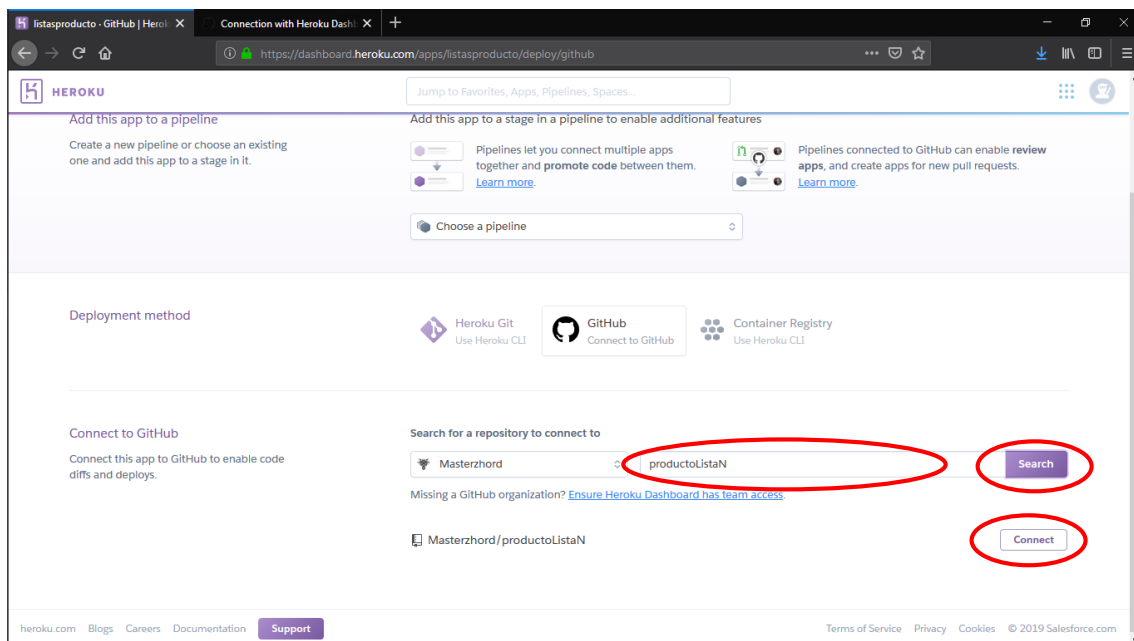 listasproducto · GitHub | Herok
Connection with Heroku Dashb
https://dashboard.heroku.com/apps/listasproducto/deploy/github
HEROKU
Jump to Favorites, Apps, Pipelines, Spaces...
Add this app to a pipeline
Create a new pipeline or choose an existing
one and add this app to a stage in it.
Add this app to a stage in a pipeline to enable additional features
Pipelines let you connect multiple apps
together and promote code between them.
Learn more.
Pipelines connected to GitHub can enable review
apps, and create apps for new pull requests.
Learn more.
Choose a pipeline
Deployment method
Heroku Git
Use Heroku CLI
GitHub
Connect to GitHub
Container Registry
Use Heroku CLI
Connect to GitHub
Connect this app to GitHub to enable code
diffs and deploys.
Search for a repository to connect to
Masterzhord
productoListaN
Search
Missing a GitHub organization? Ensure Heroku Dashboard has team access.
Masterzhord/productoListaN
Connect
heroku.com Blogs Careers Documentation Support
Terms of Service Privacy Cookies © 2019 Salesforce.com